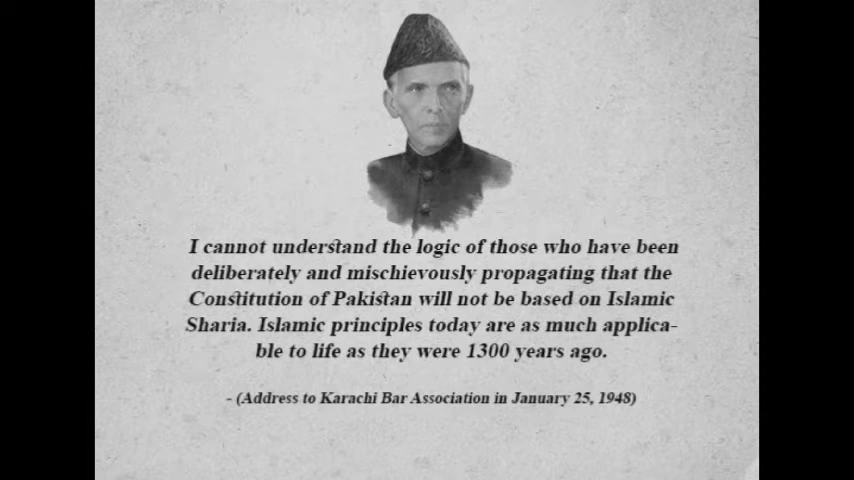 I cannot understand the logic of those who have been
deliberately and mischievously propagating that the
Constitution of Pakistan will not be based on Islamic
Sharia. Islamic principles today are as much applica-
ble to life as they were 1300 years ago.
- (Address to Karachi Bar Association in January 25, 1948)